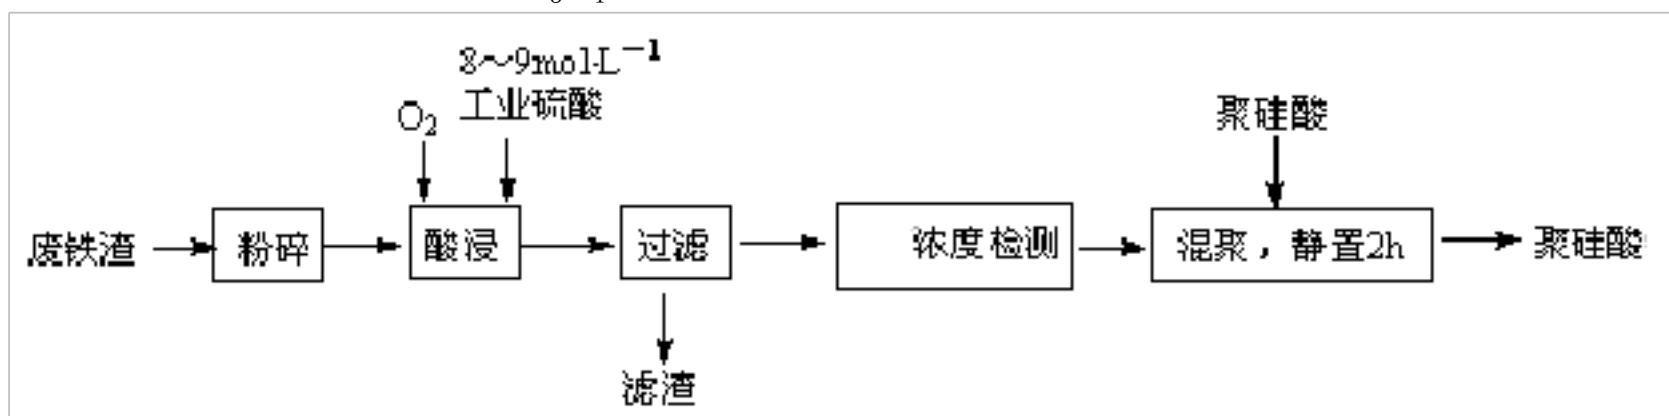 8～9mol·L⁻¹
工业硫酸
O₂
聚硅酸
废铁渣
粉碎
酸浸
过滤
浓度检测
混聚，静置2h
聚硅酸
滤渣